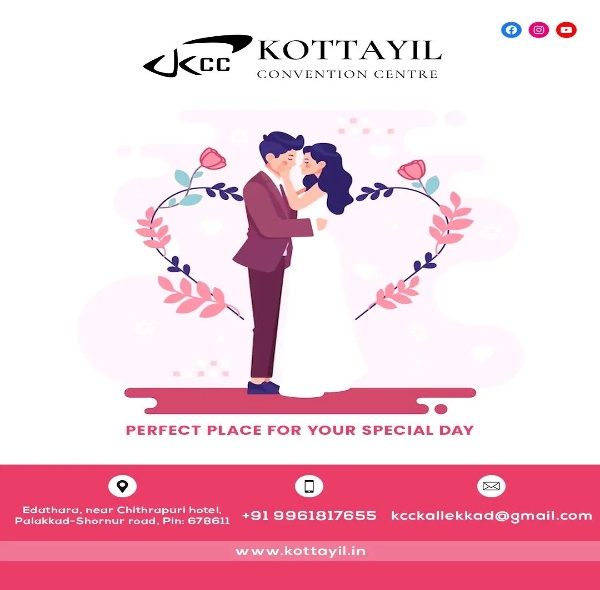 KCC KOTTAYIL
CONVENTION CENTRE
PERFECT PLACE FOR YOUR SPECIAL DAY
Edathara, near Chithrapuri hotel,
Palakkad-Shornur road, Pin: 678611
+91 9961817655
kcckallekkad@gmail.com
www.kottayil.in